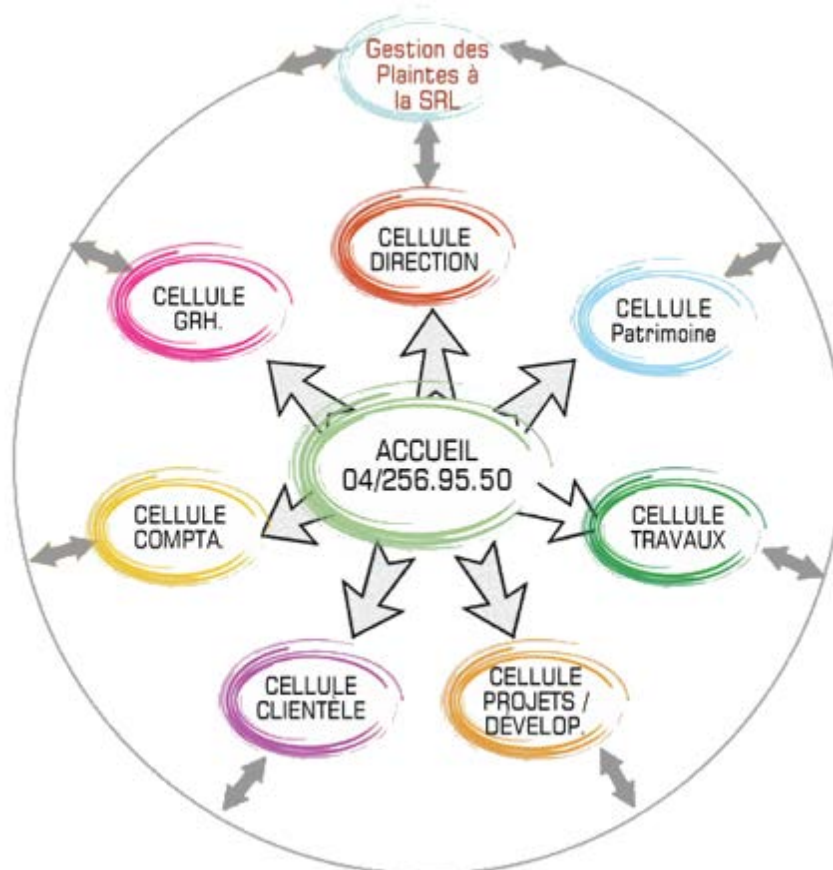 Gestion des
Plaintes à
la SRL
CELLULE
DIRECTION
CELLULE
GRH.
CELLULE
Patrimoine
ACCUEIL
04/256.95.50
CELLULE
COMPTA.
CELLULE
TRAVAUX
CELLULE
CLIENTÈLE
CELLULE
PROJETS /
DÉVELOP.